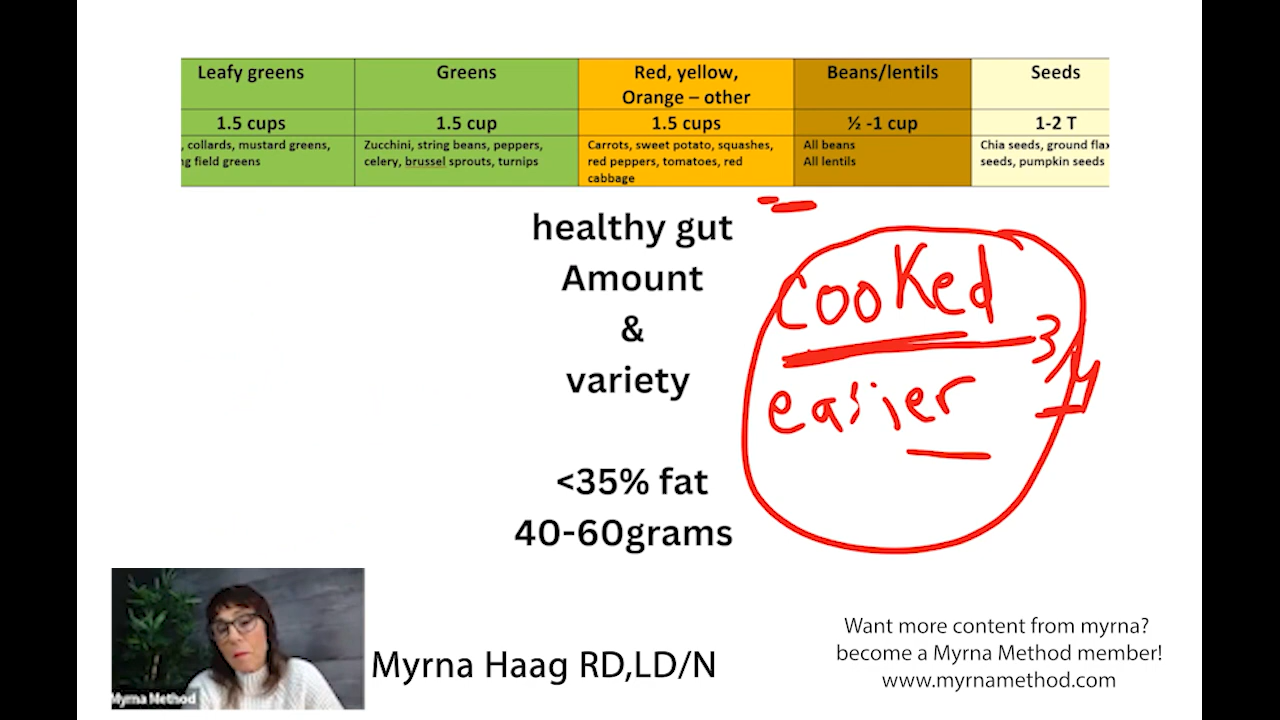 Leafy greens
Greens
Red, yellow,
Orange – other
Beans/lentils
Seeds
1.5 cups
1.5 cup
1.5 cups
½ -1 cup
1-2 T
, collards, mustard greens,
ng field greens
Zucchini, string beans, peppers,
celery, brussel sprouts, turnips
Carrots, sweet potato, squashes,
red peppers, tomatoes, red
cabbage
All beans
All lentils
Chia seeds, ground flax
seeds, pumpkin seeds
healthy gut
Amount
&
variety
<35% fat
40-60grams
cooked
easier
3
Myrna Method
Myrna Haag RD,LD/N
Want more content from myrna?
become a Myrna Method member!
www.myrnamethod.com